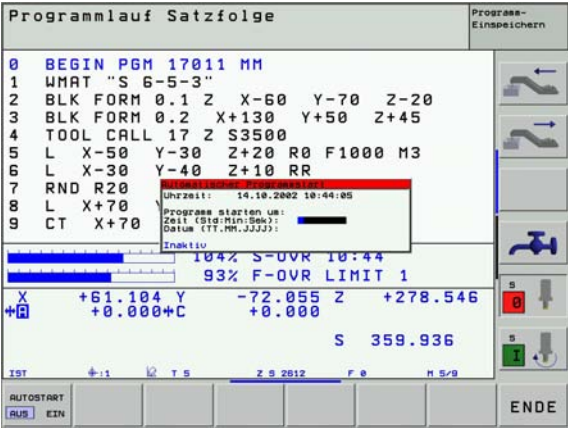 Programmlauf Satzfolge
Programm-
Einspeichern
0 BEGIN PGM 17011 MM
1 WMAT "S 6-5-3"
2 BLK FORM 0.1 Z X-60 Y-70 Z-20
3 BLK FORM 0.2 X+130 Y+50 Z+45
4 TOOL CALL 17 Z S3500
5 L X-50 Y-30 Z+20 R0 F1000 M3
6 L X-30 Y-40 Z+10 RR
7 RND R20
8 L X+70
9 CT X+70
Automatischer Programmstart
Uhrzeit: 14.10.2002 10:44:05
Programm starten um:
Zeit (Std:Min:Sek):
Datum (TT.MM.JJJJ):
Inaktiv
104% S-OVR 10:44
93% F-OVR LIMIT 1
X +61.104 Y -72.055 Z +278.546
A +0.000 C +0.000
S 359.936
IST :1 T 5 Z S 2612 F 0 M 5/9
S
0
S
I
AUTOSTART
AUS EIN
ENDE